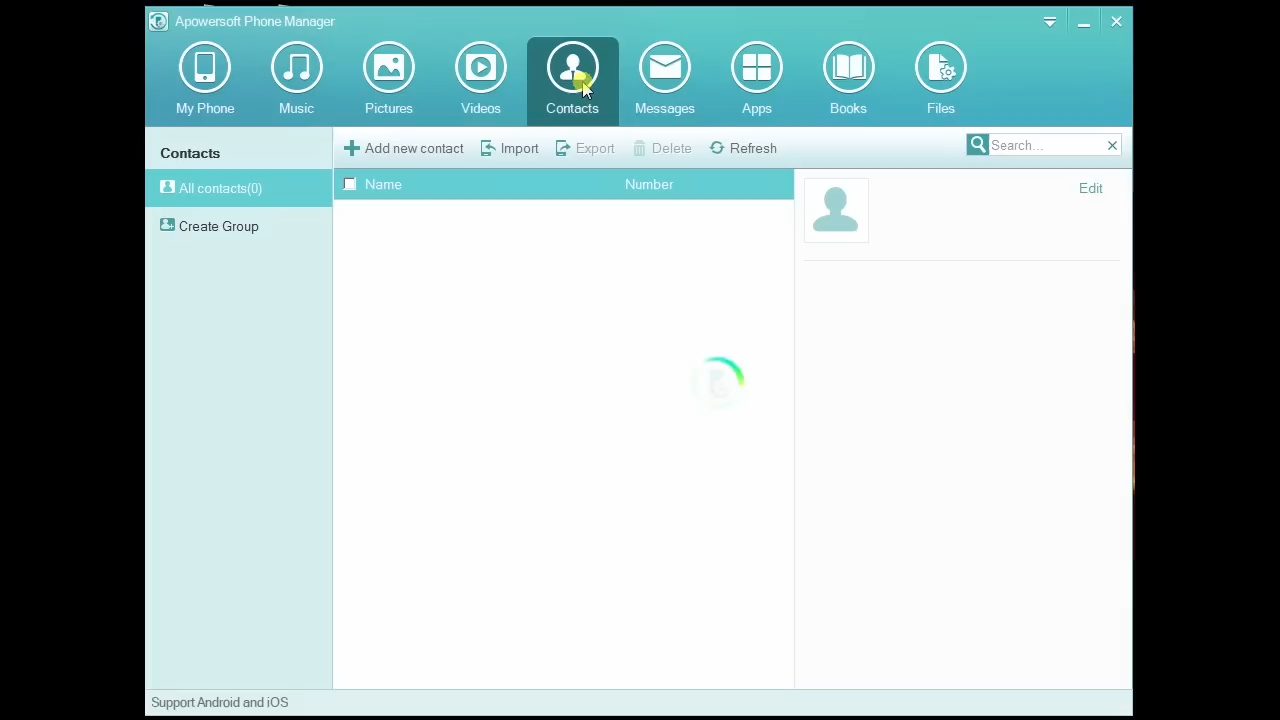 Apowersoft Phone Manager
My Phone Music Pictures Videos Contacts Messages Apps Books Files
Contacts
Add new contact Import Export Delete Refresh Search...
All contacts(0)
Name Number
Edit
Create Group
Support Android and iOS